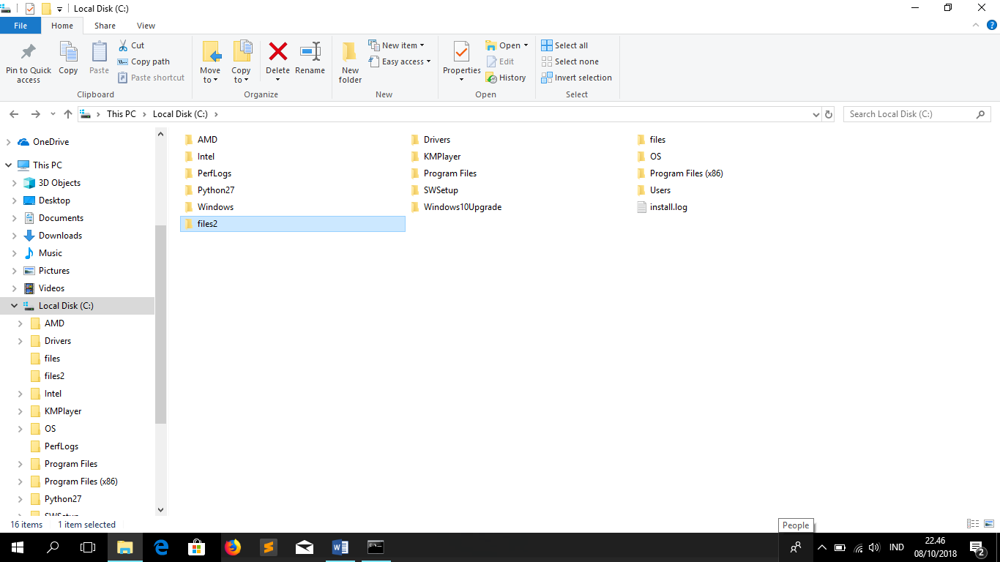 Local Disk (C:)
File Home Share View
Pin to Quick access
Copy
Paste
Cut
Copy path
Paste shortcut
Clipboard
Move to
Copy to
Delete
Rename
Organize
New folder
New item
Easy access
New
Properties
Open
Edit
History
Open
Select all
Select none
Invert selection
Select
This PC Local Disk (C:)
Search Local Disk (C:)
OneDrive
This PC
3D Objects
Desktop
Documents
Downloads
Music
Pictures
Videos
Local Disk (C:)
AMD
Drivers
files
files2
Intel
KMPlayer
OS
PerfLogs
Program Files
Program Files (x86)
Python27
SWSetup
AMD Drivers files
Intel KMPlayer OS
PerfLogs Program Files Program Files (x86)
Python27 SWSetup Users
Windows Windows10Upgrade install.log
files2
16 items 1 item selected
People
IND
22.46
08/10/2018
2